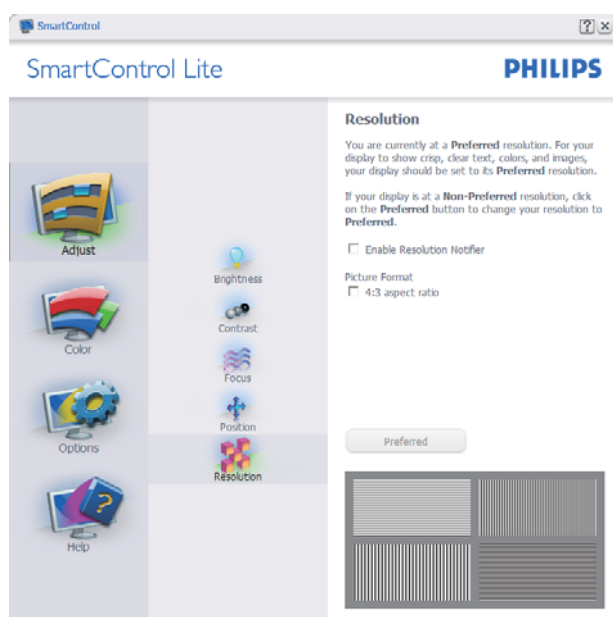 SmartControl
SmartControl Lite
PHILIPS
Adjust
Color
Options
Help
Brightness
Contrast
Focus
Position
Resolution
Resolution
You are currently at a Preferred resolution. For your
display to show crisp, clear text, colors, and images,
your display should be set to its Preferred resolution.
If your display is at a Non-Preferred resolution, click
on the Preferred button to change your resolution to
Preferred.
Enable Resolution Notifier
Picture Format
4:3 aspect ratio
Preferred